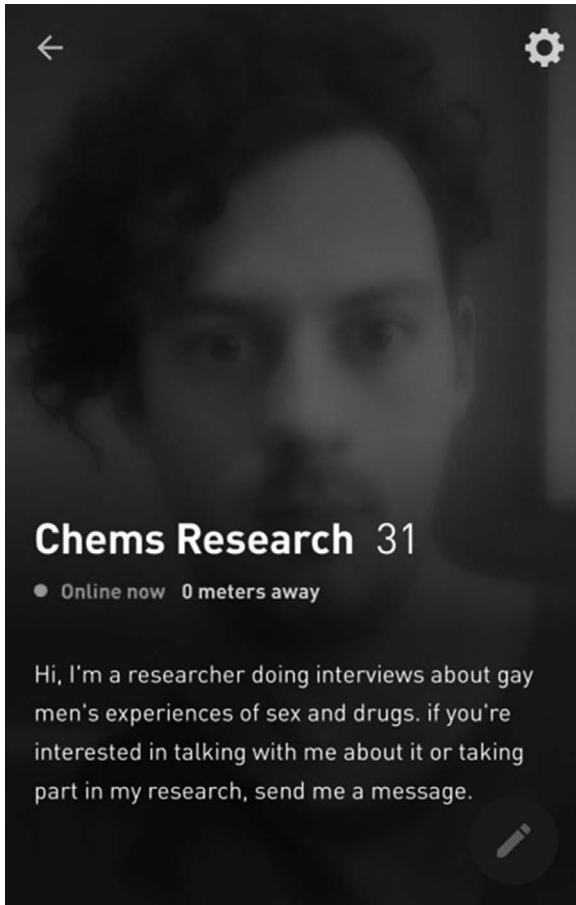 Chems Research 31
Online now 0 meters away
Hi, I'm a researcher doing interviews about gay
men's experiences of sex and drugs. if you're
interested in talking with me about it or taking
part in my research, send me a message.